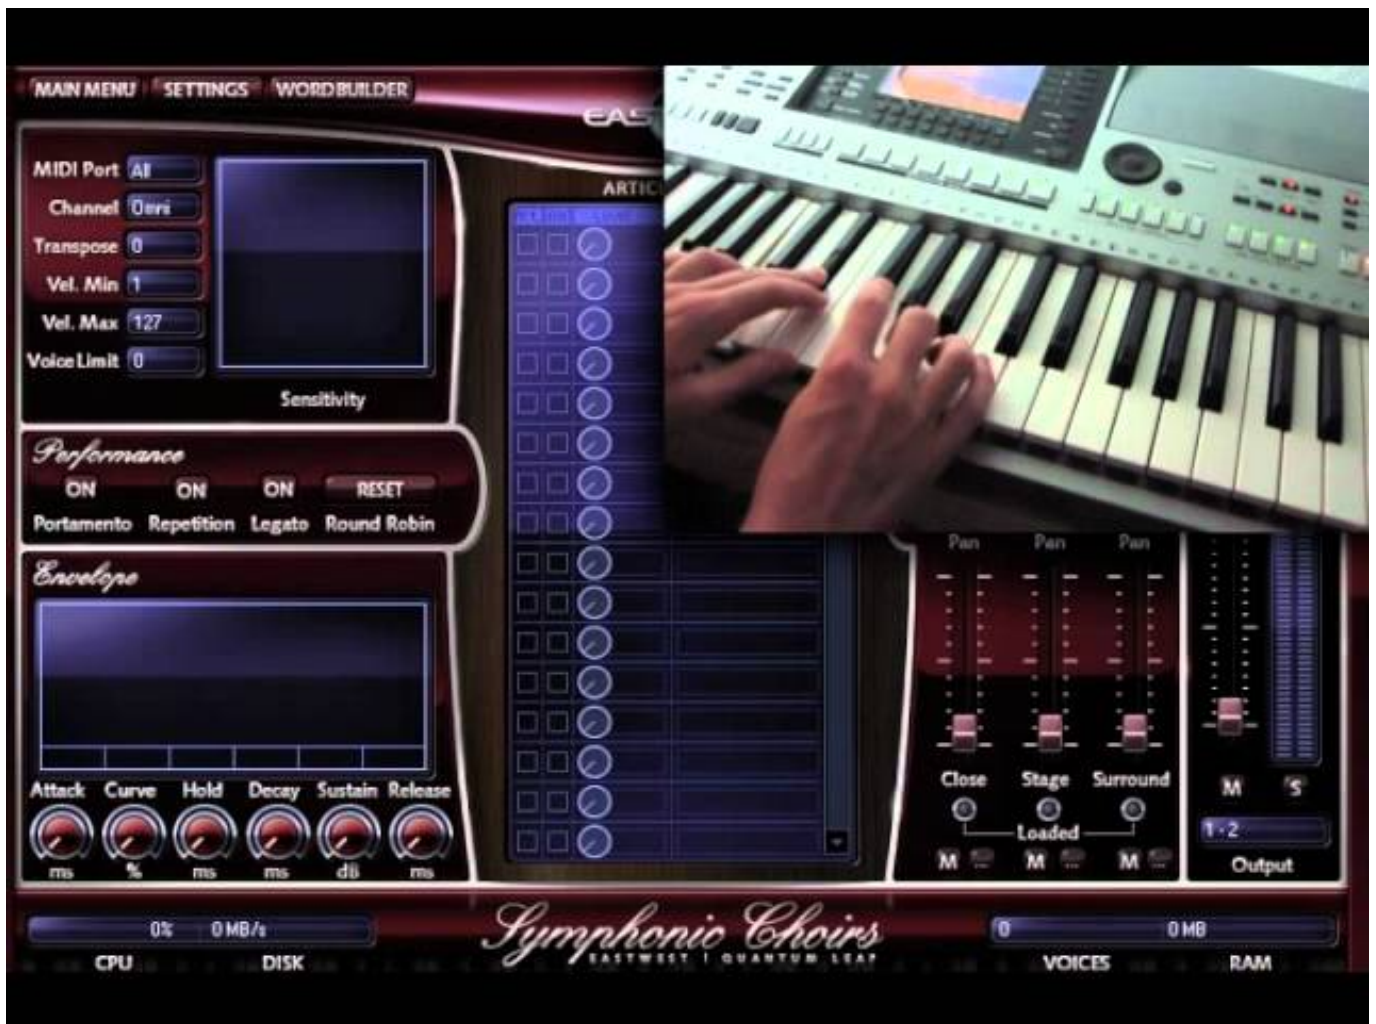 MAIN MENU SETTINGS WORDBUILDER
EAS
MIDI Port All
Channel Omni
Transpose 0
Vel. Min 1
Vel. Max 127
Voice Limit 0
Sensitivity
ARTIC
Performance
ON ON ON RESET
Portamento Repetition Legato Round Robin
Envelope
Attack Curve Hold Decay Sustain Release
ms % ms ms dB ms
Pan Pan Pan
Close Stage Surround
Loaded
M ... M ... M ...
M S
1 - 2
Output
0% 0 MB/s
CPU DISK
Symphonic Choirs
EASTWEST | QUANTUM LEAP
0 0 MB
VOICES RAM